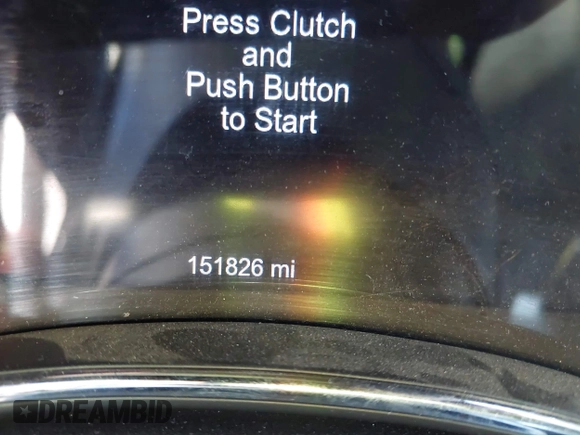 Press Clutch
and
Push Button
to Start
151826 mi
DREAMBID